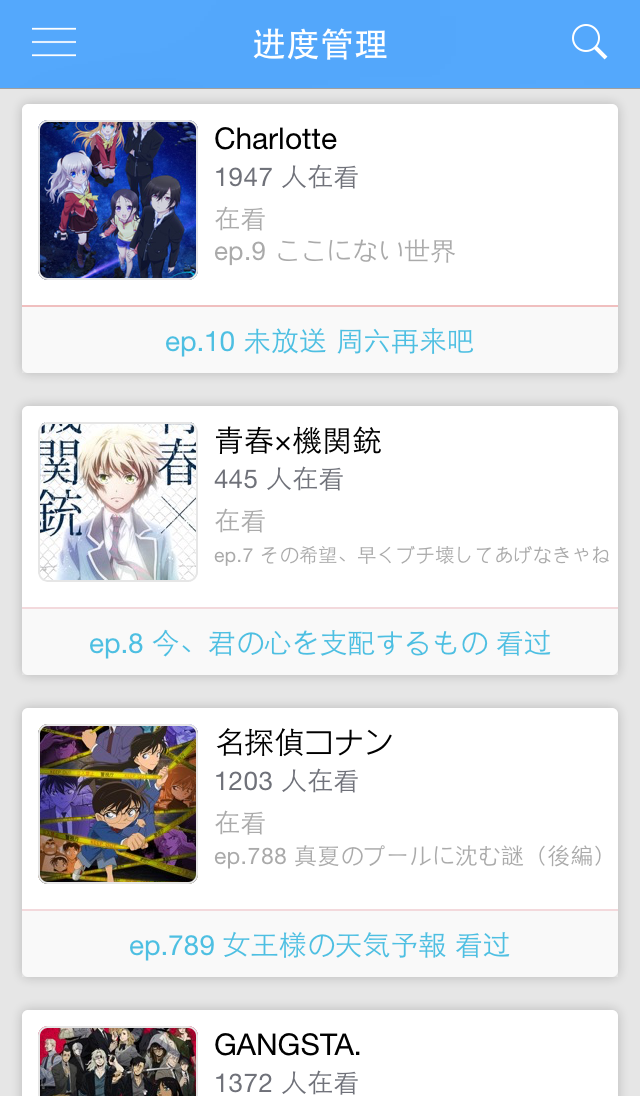 进度管理
Charlotte
1947 人在看
在看
ep.9 ここにない世界
ep.10 未放送 周六再来吧
青春×機関銃
445 人在看
在看
ep.7 その希望、早くブチ壊してあげなきゃね
機関銃
青春×
ep.8 今、君の心を支配するもの 看过
名探偵コナン
1203 人在看
在看
ep.788 真夏のプールに沈む謎（後編）
ep.789 女王様の天気予報 看过
GANGSTA.
1372 人在看